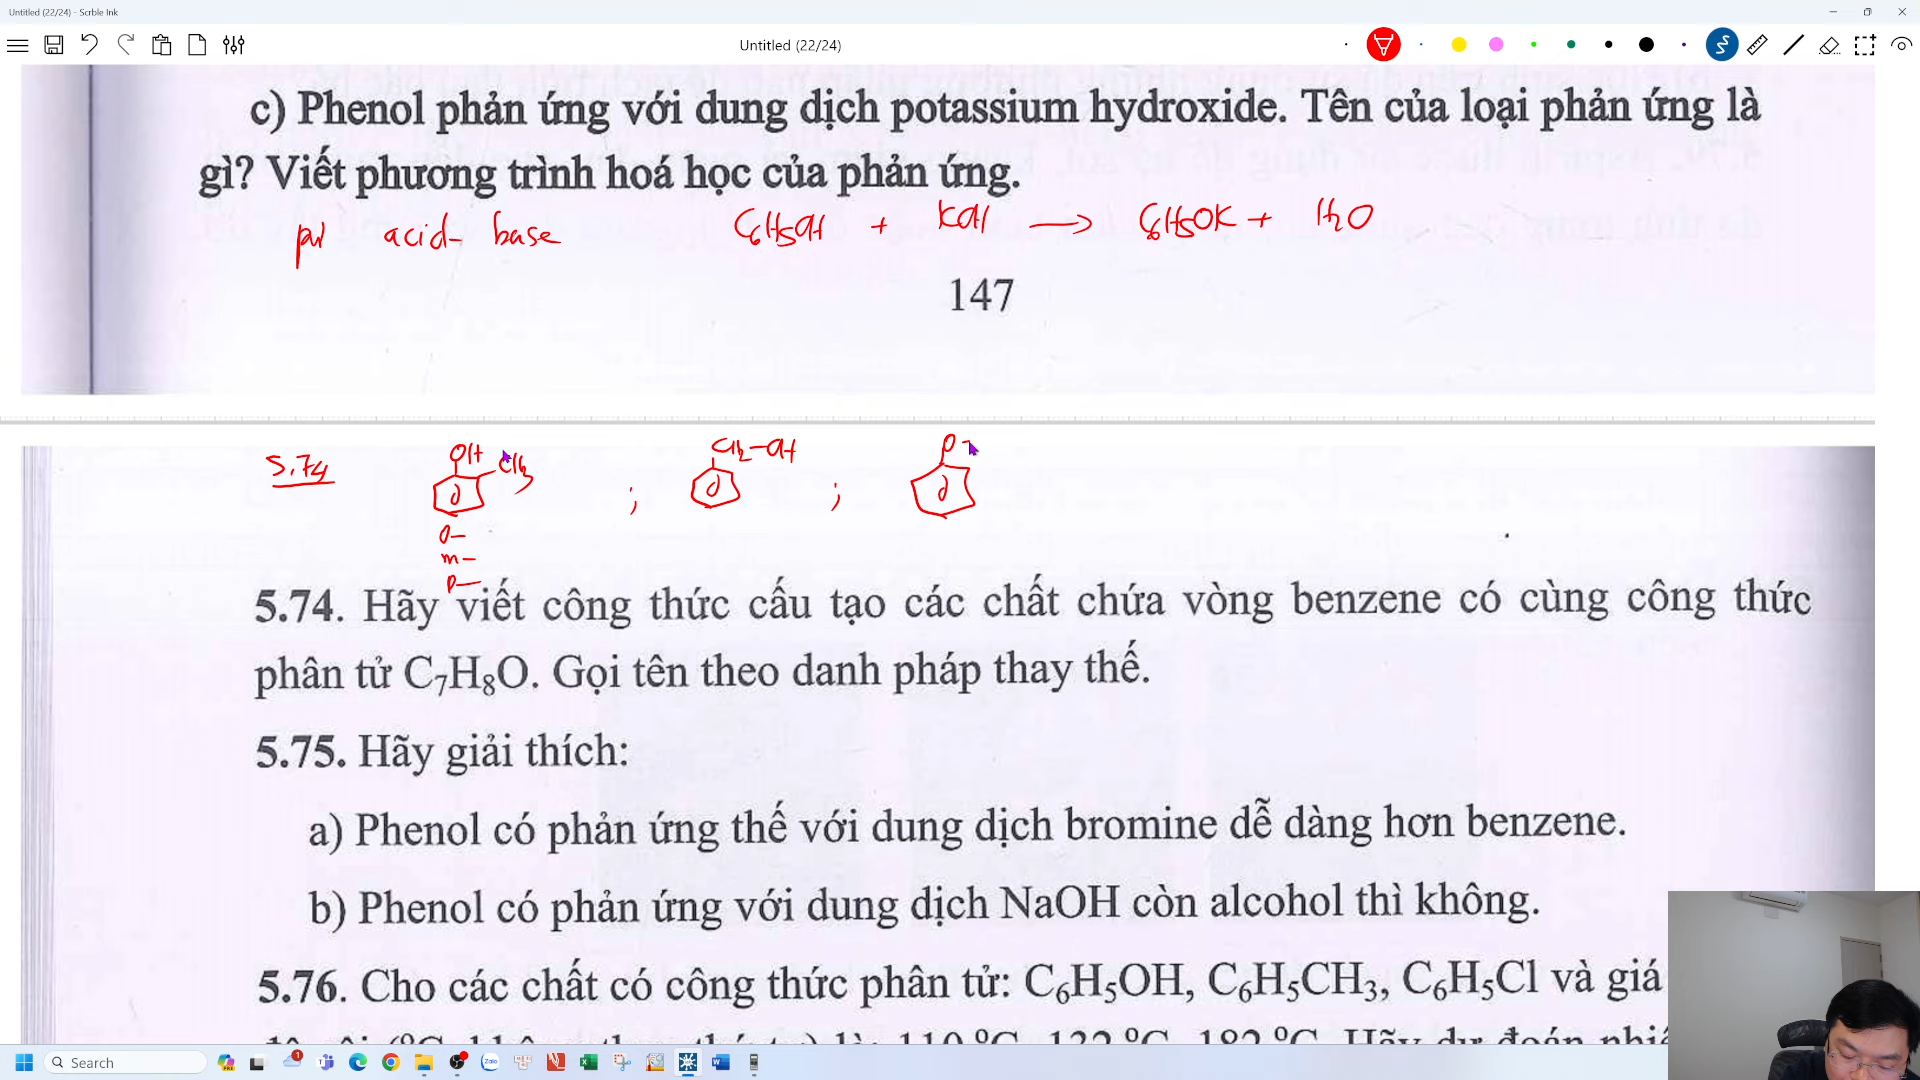 Untitled (22/24) - Scrble Ink
Untitled (22/24)
c) Phenol phản ứng với dung dịch potassium hydroxide. Tên của loại phản ứng là
gì? Viết phương trình hoá học của phản ứng.
pư acid - base C6H5OH + KOH → C6H5OK + H2O
147
5.74
OH CH3 ; CH2-OH ; O-
o-
m-
p-
5.74. Hãy viết công thức cấu tạo các chất chứa vòng benzene có cùng công thức
phân tử C₇H₈O. Gọi tên theo danh pháp thay thế.
5.75. Hãy giải thích:
a) Phenol có phản ứng thế với dung dịch bromine dễ dàng hơn benzene.
b) Phenol có phản ứng với dung dịch NaOH còn alcohol thì không.
5.76. Cho các chất có công thức phân tử: C₆H₅OH, C₆H₅CH₃, C₆H₅Cl và giá
Search